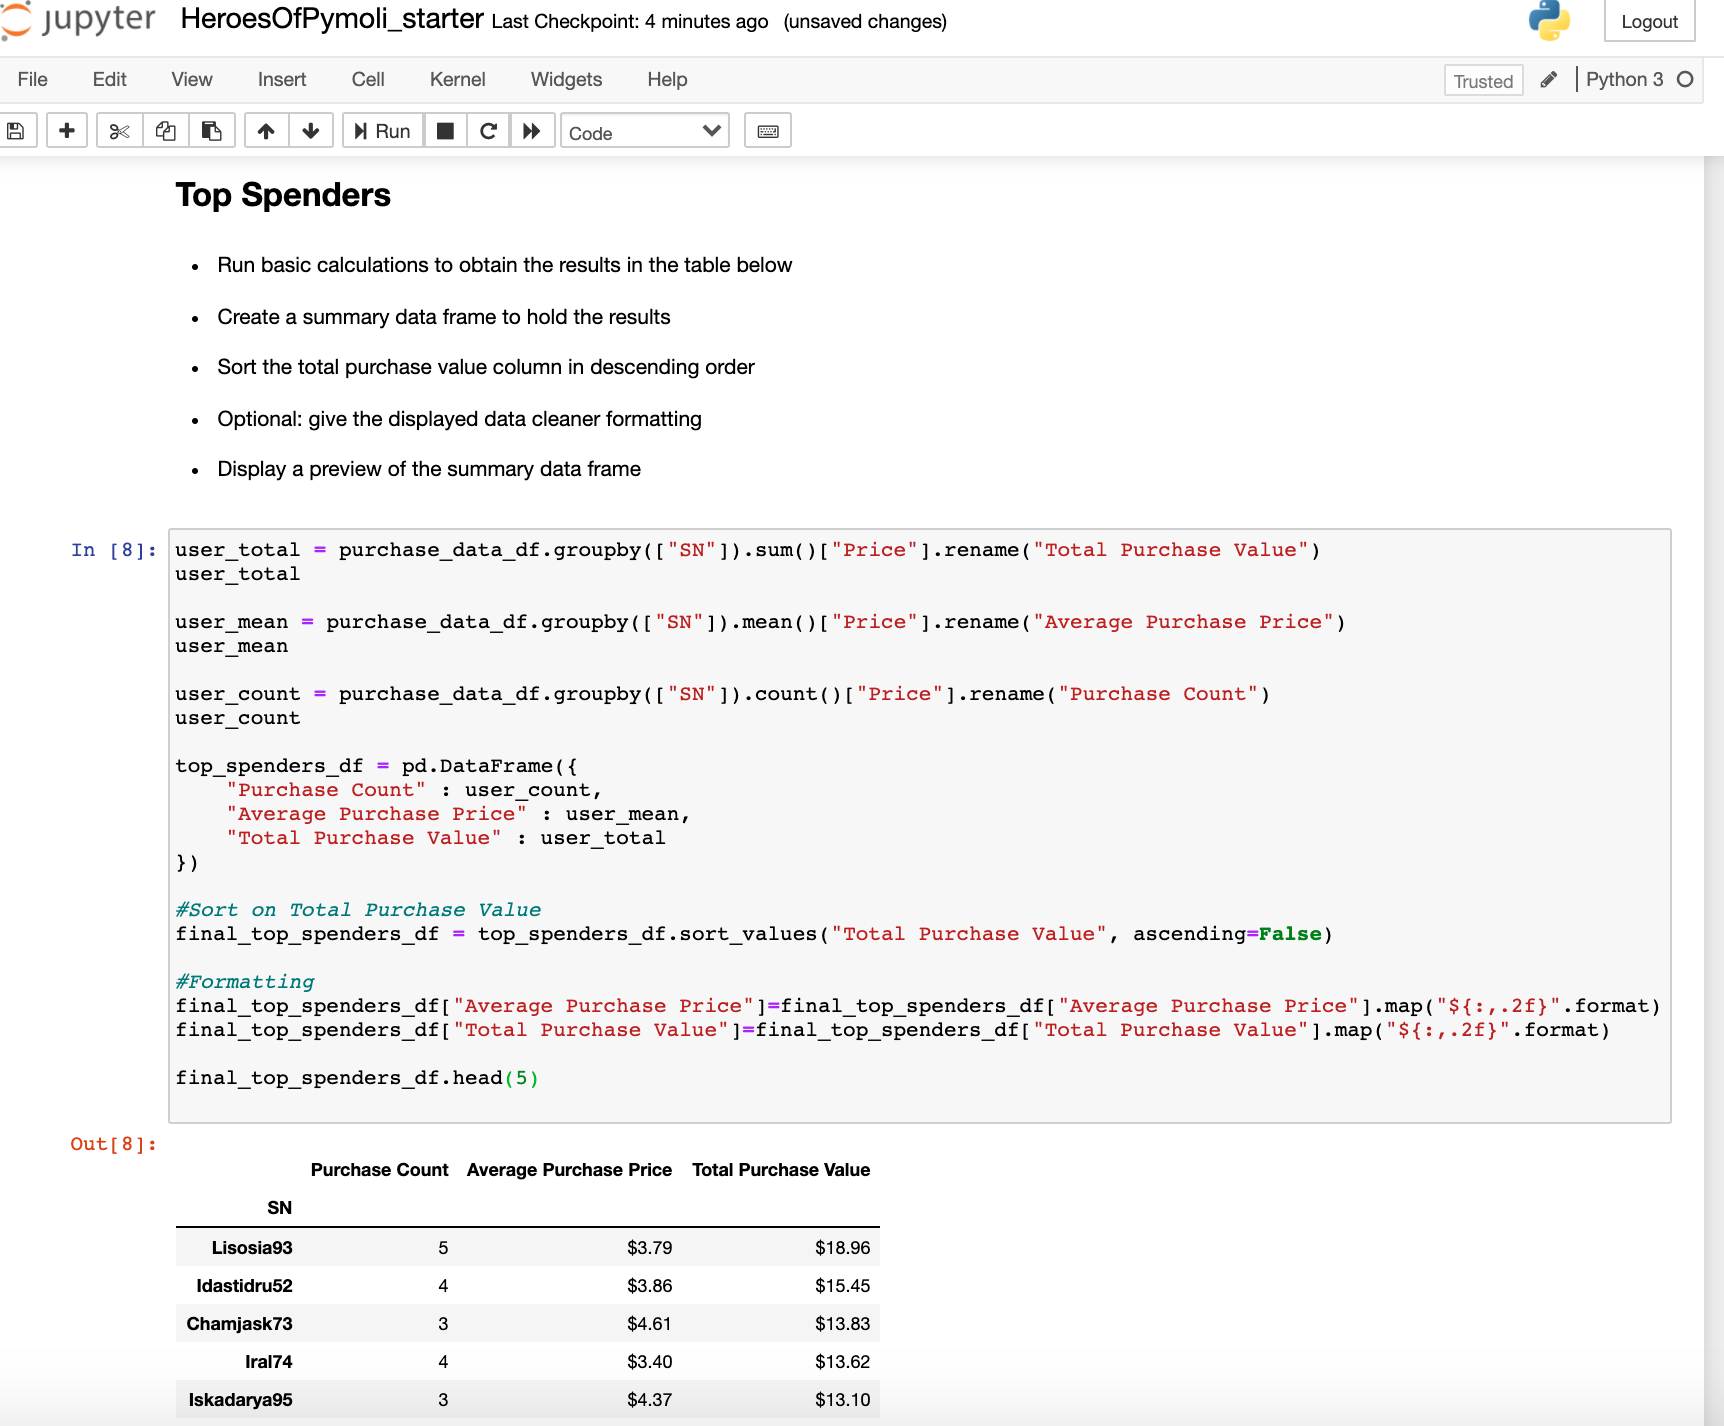 jupyter HeroesOfPymoli_starter Last Checkpoint: 4 minutes ago (unsaved changes) Logout
File Edit View Insert Cell Kernel Widgets Help Trusted Python 3
Run Code
Top Spenders
• Run basic calculations to obtain the results in the table below
• Create a summary data frame to hold the results
• Sort the total purchase value column in descending order
• Optional: give the displayed data cleaner formatting
• Display a preview of the summary data frame
In [8]: user_total = purchase_data_df.groupby(["SN"]).sum()["Price"].rename("Total Purchase Value")
user_total
user_mean = purchase_data_df.groupby(["SN"]).mean()["Price"].rename("Average Purchase Price")
user_mean
user_count = purchase_data_df.groupby(["SN"]).count()["Price"].rename("Purchase Count")
user_count
top_spenders_df = pd.DataFrame({
    "Purchase Count" : user_count,
    "Average Purchase Price" : user_mean,
    "Total Purchase Value" : user_total
})
#Sort on Total Purchase Value
final_top_spenders_df = top_spenders_df.sort_values("Total Purchase Value", ascending=False)
#Formatting
final_top_spenders_df["Average Purchase Price"]=final_top_spenders_df["Average Purchase Price"].map("${:,.2f}".format)
final_top_spenders_df["Total Purchase Value"]=final_top_spenders_df["Total Purchase Value"].map("${:,.2f}".format)
final_top_spenders_df.head(5)
Out[8]:
Purchase Count Average Purchase Price Total Purchase Value
SN
Lisosia93 5 $3.79 $18.96
Idastidru52 4 $3.86 $15.45
Chamjask73 3 $4.61 $13.83
Iral74 4 $3.40 $13.62
Iskadarya95 3 $4.37 $13.10